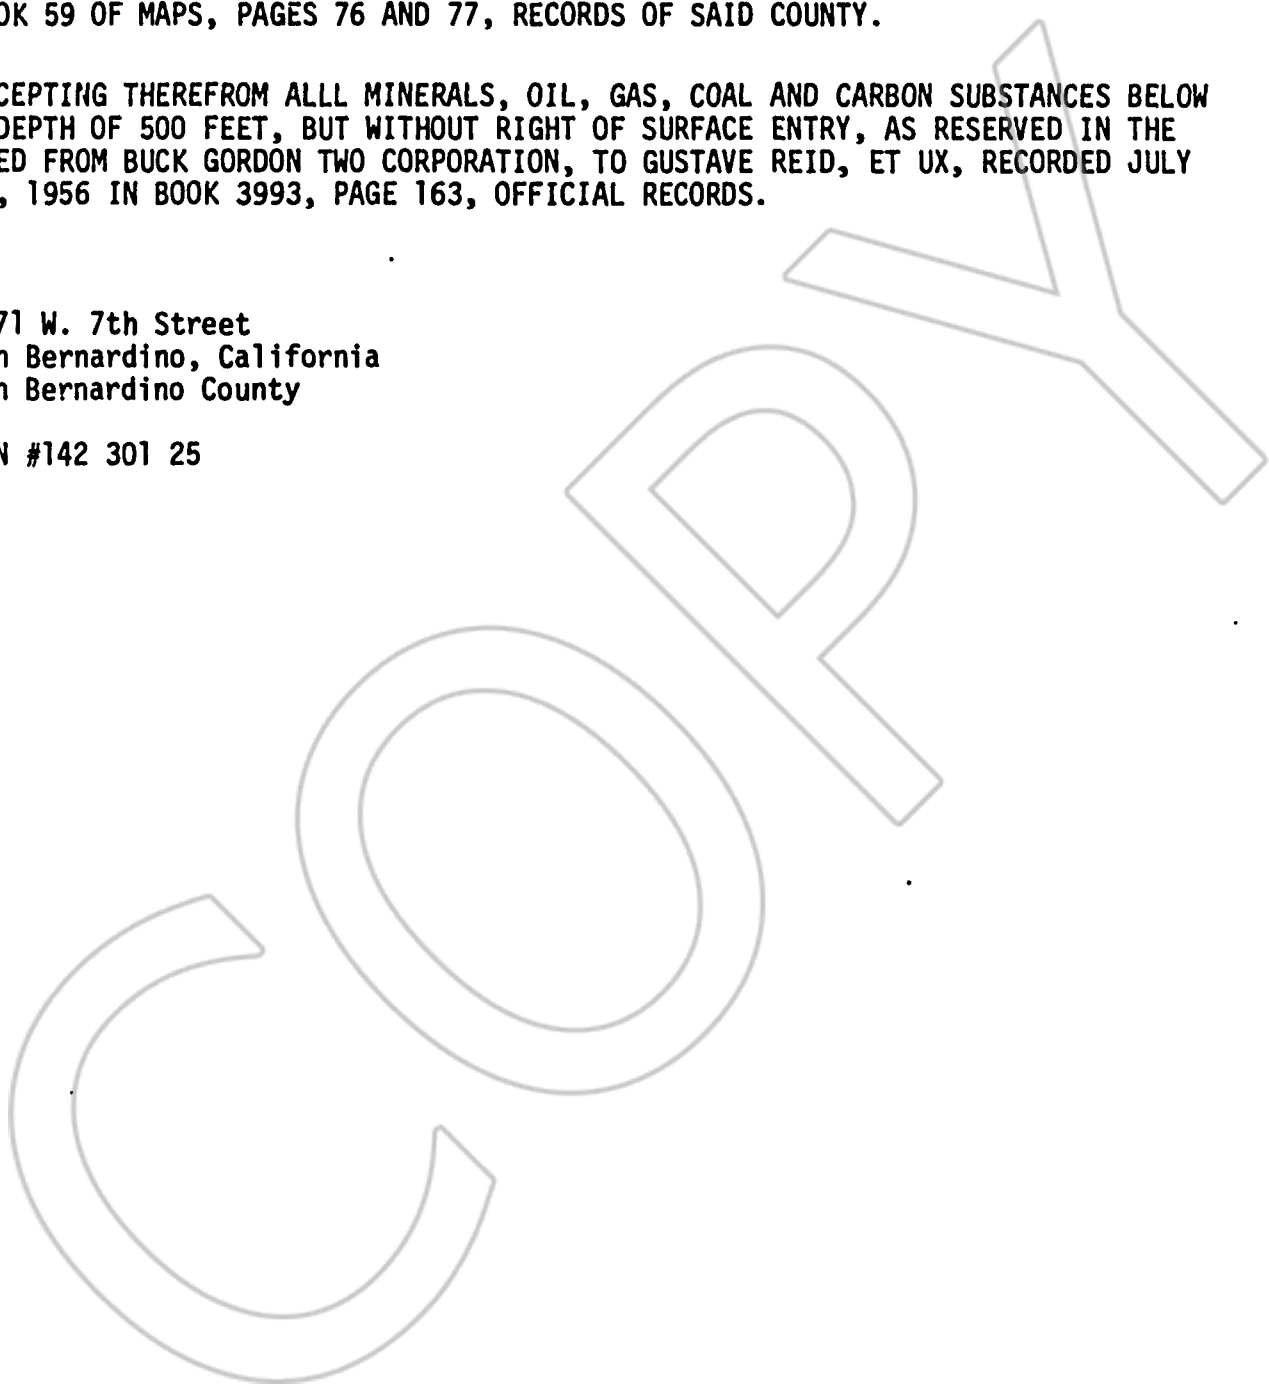 OK 59 OF MAPS, PAGES 76 AND 77, RECORDS OF SAID COUNTY.
CEPTING THEREFROM ALLL MINERALS, OIL, GAS, COAL AND CARBON SUBSTANCES BELOW
DEPTH OF 500 FEET, BUT WITHOUT RIGHT OF SURFACE ENTRY, AS RESERVED IN THE
ED FROM BUCK GORDON TWO CORPORATION, TO GUSTAVE REID, ET UX, RECORDED JULY
, 1956 IN BOOK 3993, PAGE 163, OFFICIAL RECORDS.
71 W. 7th Street
n Bernardino, California
n Bernardino County
N #142 301 25
COPY